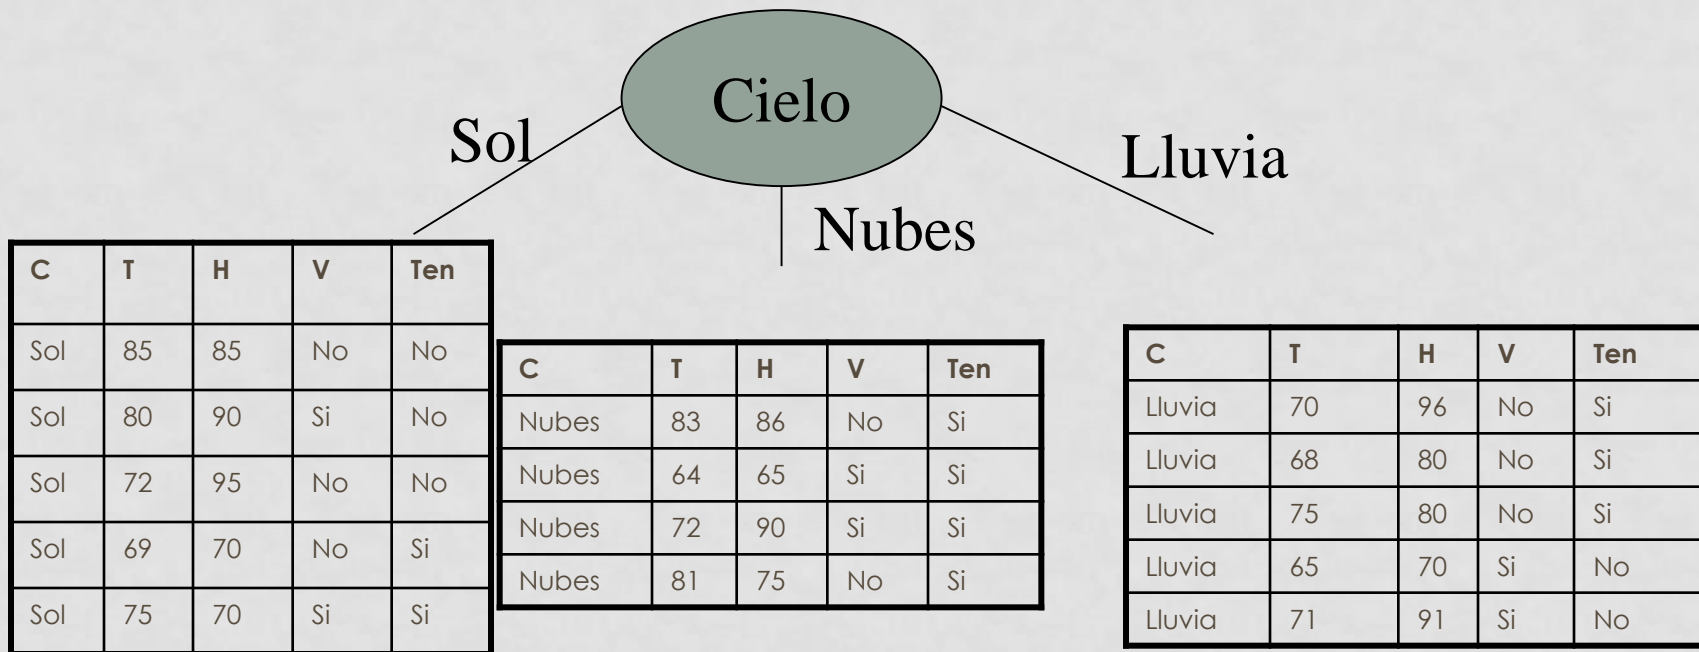 Cielo
Sol
Nubes
Lluvia
C T H V Ten
Sol 85 85 No No
Sol 80 90 Si No
Sol 72 95 No No
Sol 69 70 No Si
Sol 75 70 Si Si
C T H V Ten
Nubes 83 86 No Si
Nubes 64 65 Si Si
Nubes 72 90 Si Si
Nubes 81 75 No Si
C T H V Ten
Lluvia 70 96 No Si
Lluvia 68 80 No Si
Lluvia 75 80 No Si
Lluvia 65 70 Si No
Lluvia 71 91 Si No